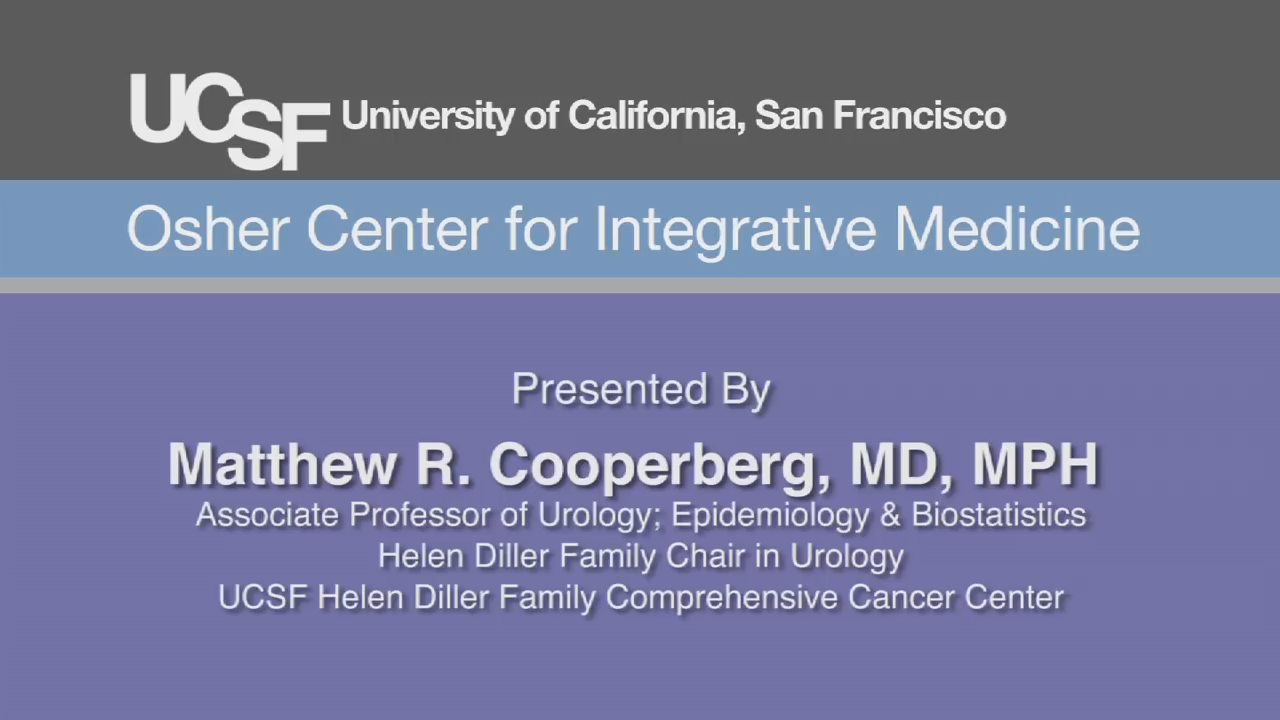 UCSF University of California, San Francisco
Osher Center for Integrative Medicine
Presented By
Matthew R. Cooperberg, MD, MPH
Associate Professor of Urology; Epidemiology & Biostatistics
Helen Diller Family Chair in Urology
UCSF Helen Diller Family Comprehensive Cancer Center